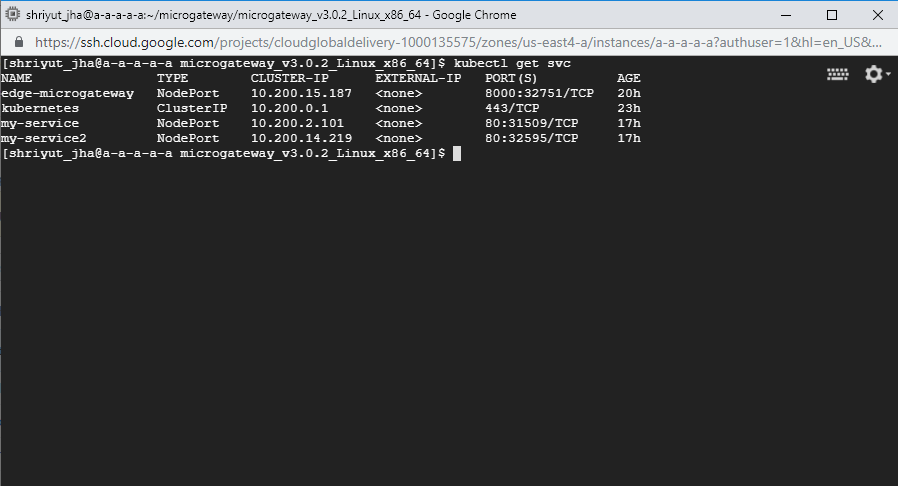 shriyut_jha@a-a-a-a-a:~/microgateway/microgateway_v3.0.2_Linux_x86_64 - Google Chrome
https://ssh.cloud.google.com/projects/cloudglobaldelivery-1000135575/zones/us-east4-a/instances/a-a-a-a-a?authuser=1&hl=en_US&...
[shriyut_jha@a-a-a-a-a microgateway_v3.0.2_Linux_x86_64]$ kubectl get svc
NAME TYPE CLUSTER-IP EXTERNAL-IP PORT(S) AGE
edge-microgateway NodePort 10.200.15.187 <none> 8000:32751/TCP 20h
kubernetes ClusterIP 10.200.0.1 <none> 443/TCP 23h
my-service NodePort 10.200.2.101 <none> 80:31509/TCP 17h
my-service2 NodePort 10.200.14.219 <none> 80:32595/TCP 17h
[shriyut_jha@a-a-a-a-a microgateway_v3.0.2_Linux_x86_64]$